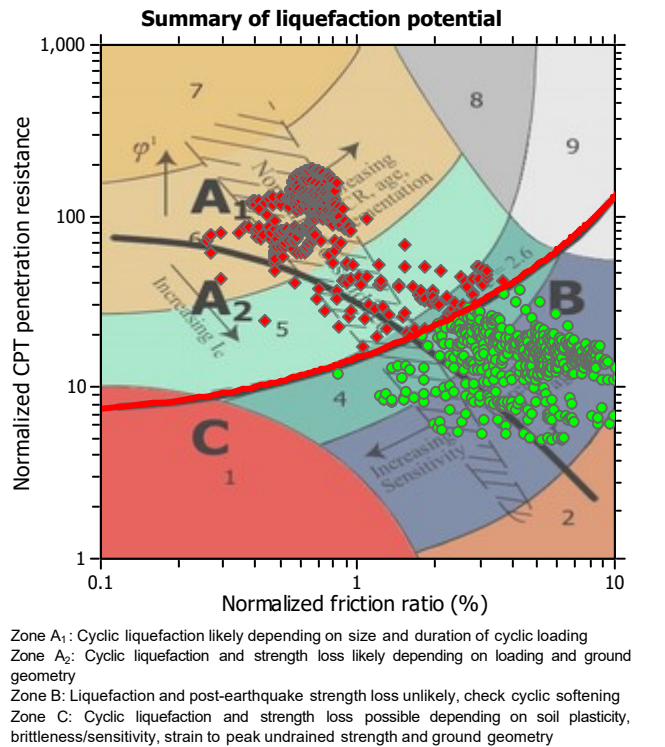 Summary of liquefaction potential
1,000
7
8
9
φ'
A1
100
6
= 2.6
B
A2
Increasing Ic
5
10
4
C
1
Increasing
Sensitivity
2
1
0.1
1
10
Normalized CPT penetration resistance
Normalized friction ratio (%)
Zone A1: Cyclic liquefaction likely depending on size and duration of cyclic loading
Zone A2: Cyclic liquefaction and strength loss likely depending on loading and ground
geometry
Zone B: Liquefaction and post-earthquake strength loss unlikely, check cyclic softening
Zone C: Cyclic liquefaction and strength loss possible depending on soil plasticity,
brittleness/sensitivity, strain to peak undrained strength and ground geometry